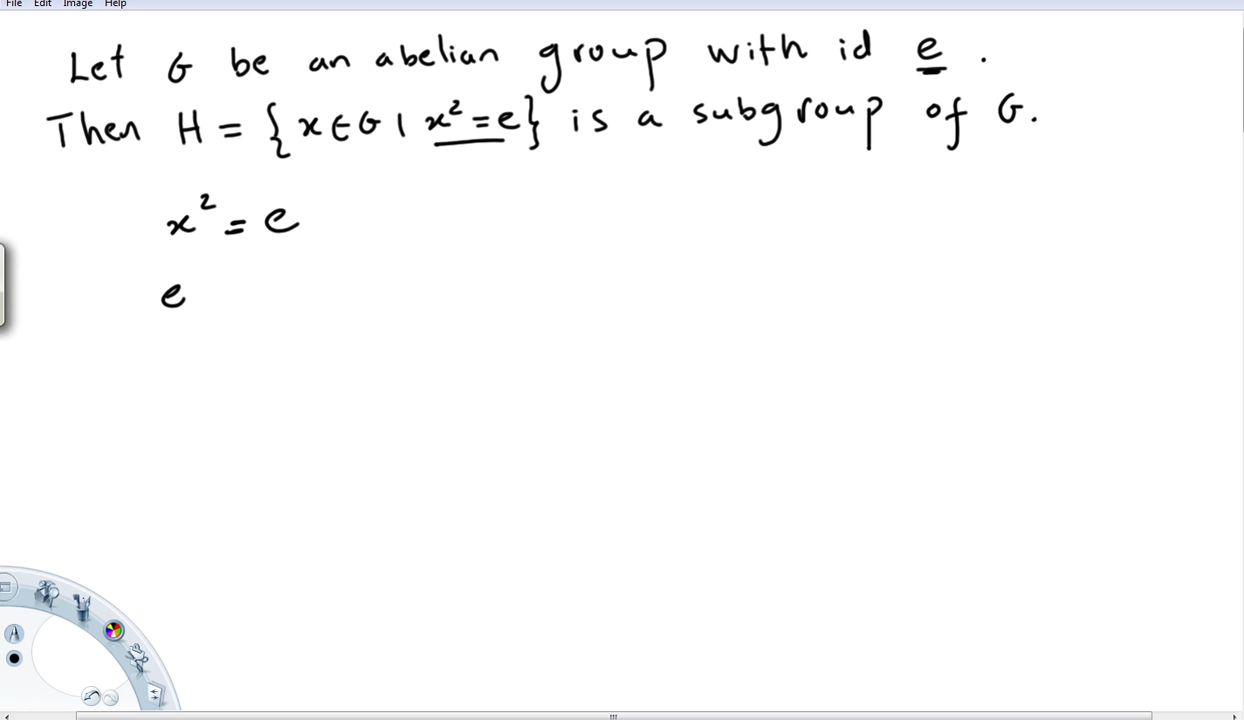 File Edit Image Help
Let G be an abelian group with id e.
Then H = {x ∈ G | x² = e} is a subgroup of G.
x² = e
e